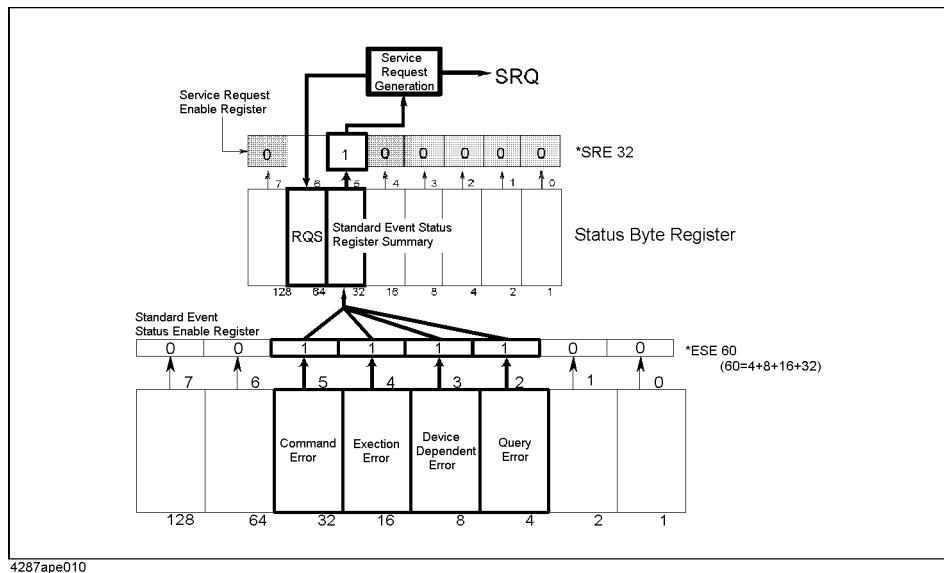 Service
Request
Generation
SRQ
Service Request
Enable Register
0 1 0 0 0 0 0
*SRE 32
7 6 5 4 3 2 1 0
RQS
Standard Event Status
Register Summary
Status Byte Register
128 64 32 16 8 4 2 1
Standard Event
Status Enable Register
0 0 1 1 1 1 0 0
*ESE 60
(60=4+8+16+32)
7 6 5 4 3 2 1 0
Command
Error
Exection
Error
Device
Dependent
Error
Query
Error
128 64 32 16 8 4 2 1
4287ape010